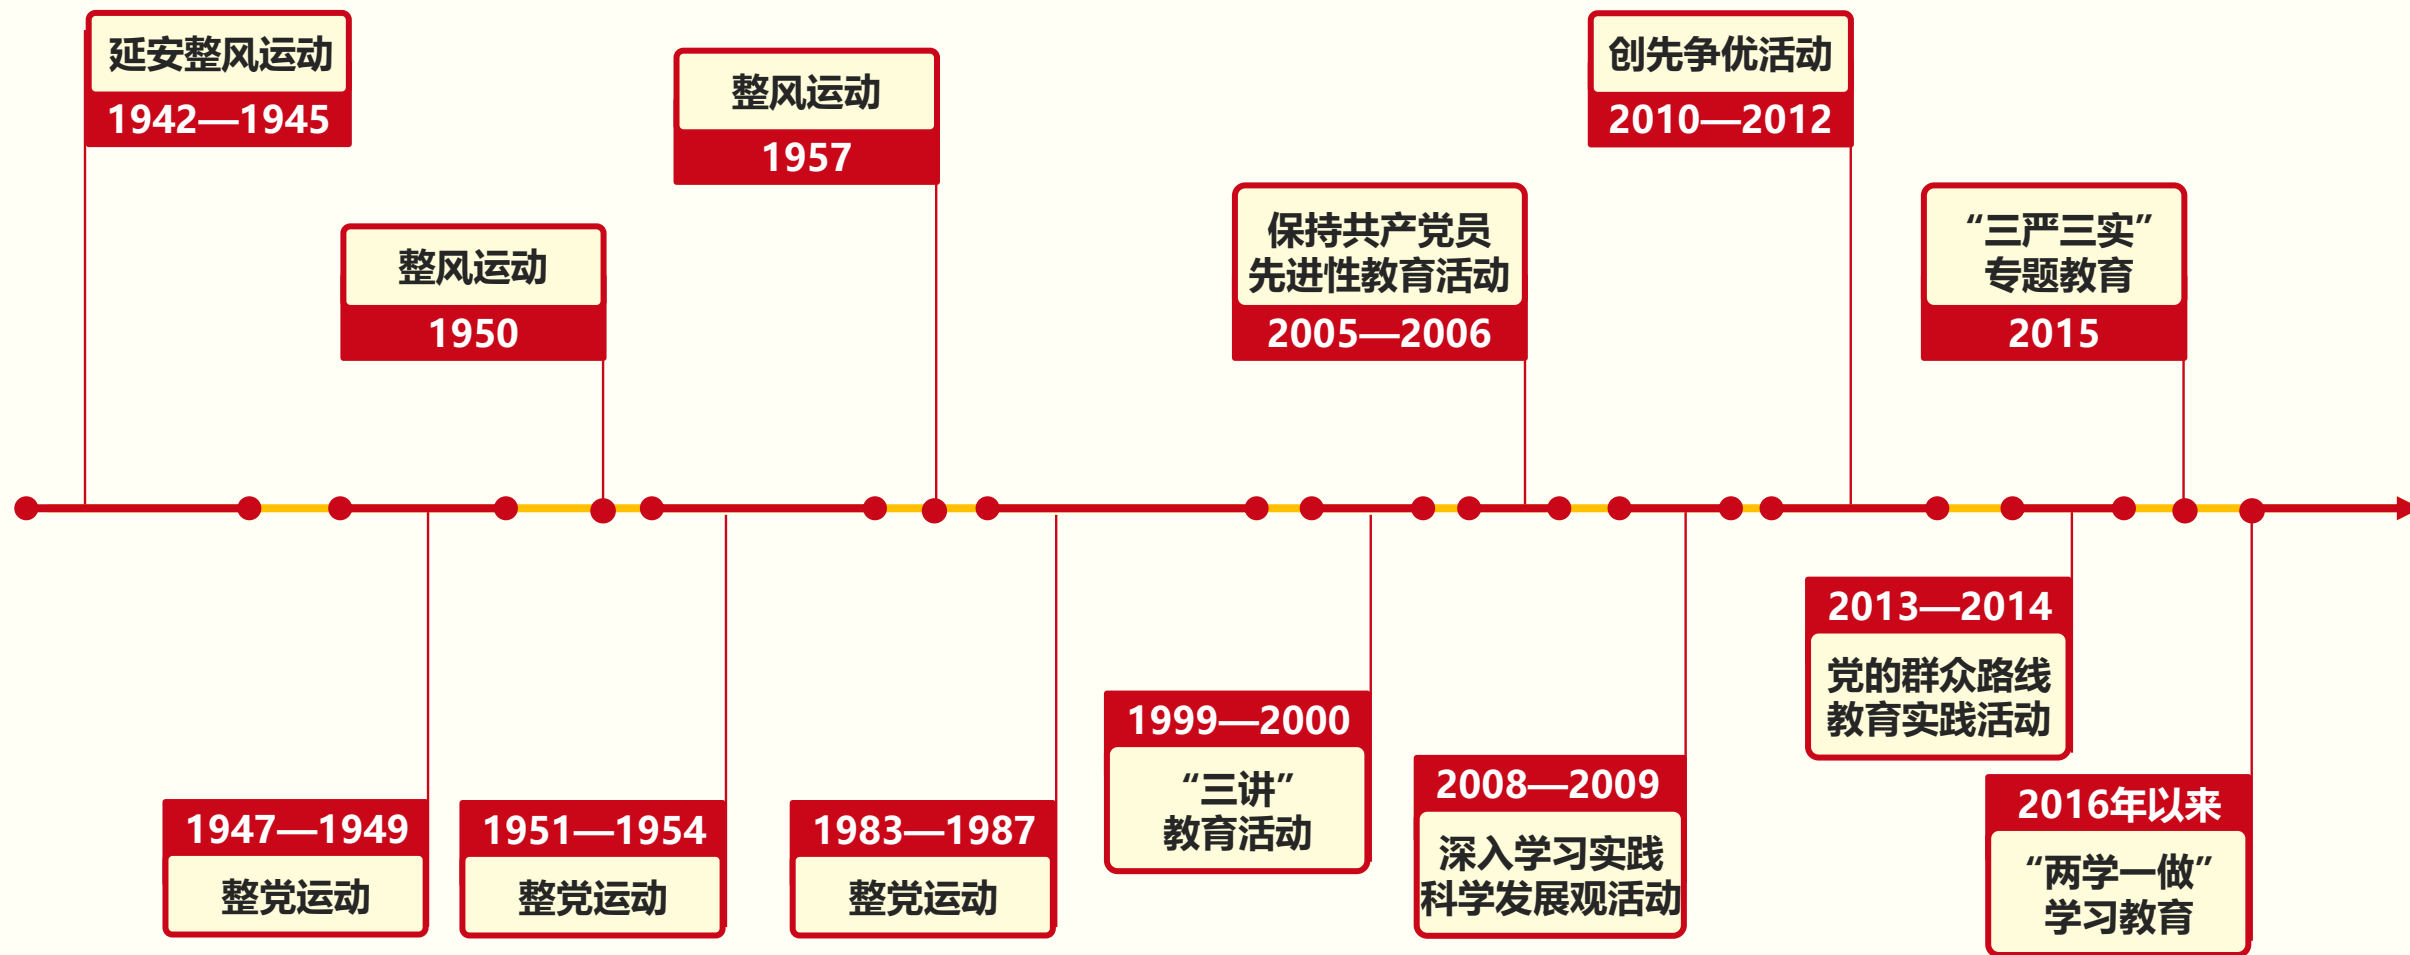 延安整风运动
1942—1945
整风运动
1950
整风运动
1957
保持共产党员
先进性教育活动
2005—2006
创先争优活动
2010—2012
“三严三实”
专题教育
2015
1947—1949
整党运动
1951—1954
整党运动
1983—1987
整党运动
1999—2000
“三讲”
教育活动
2008—2009
深入学习实践
科学发展观活动
2013—2014
党的群众路线
教育实践活动
2016年以来
“两学一做”
学习教育